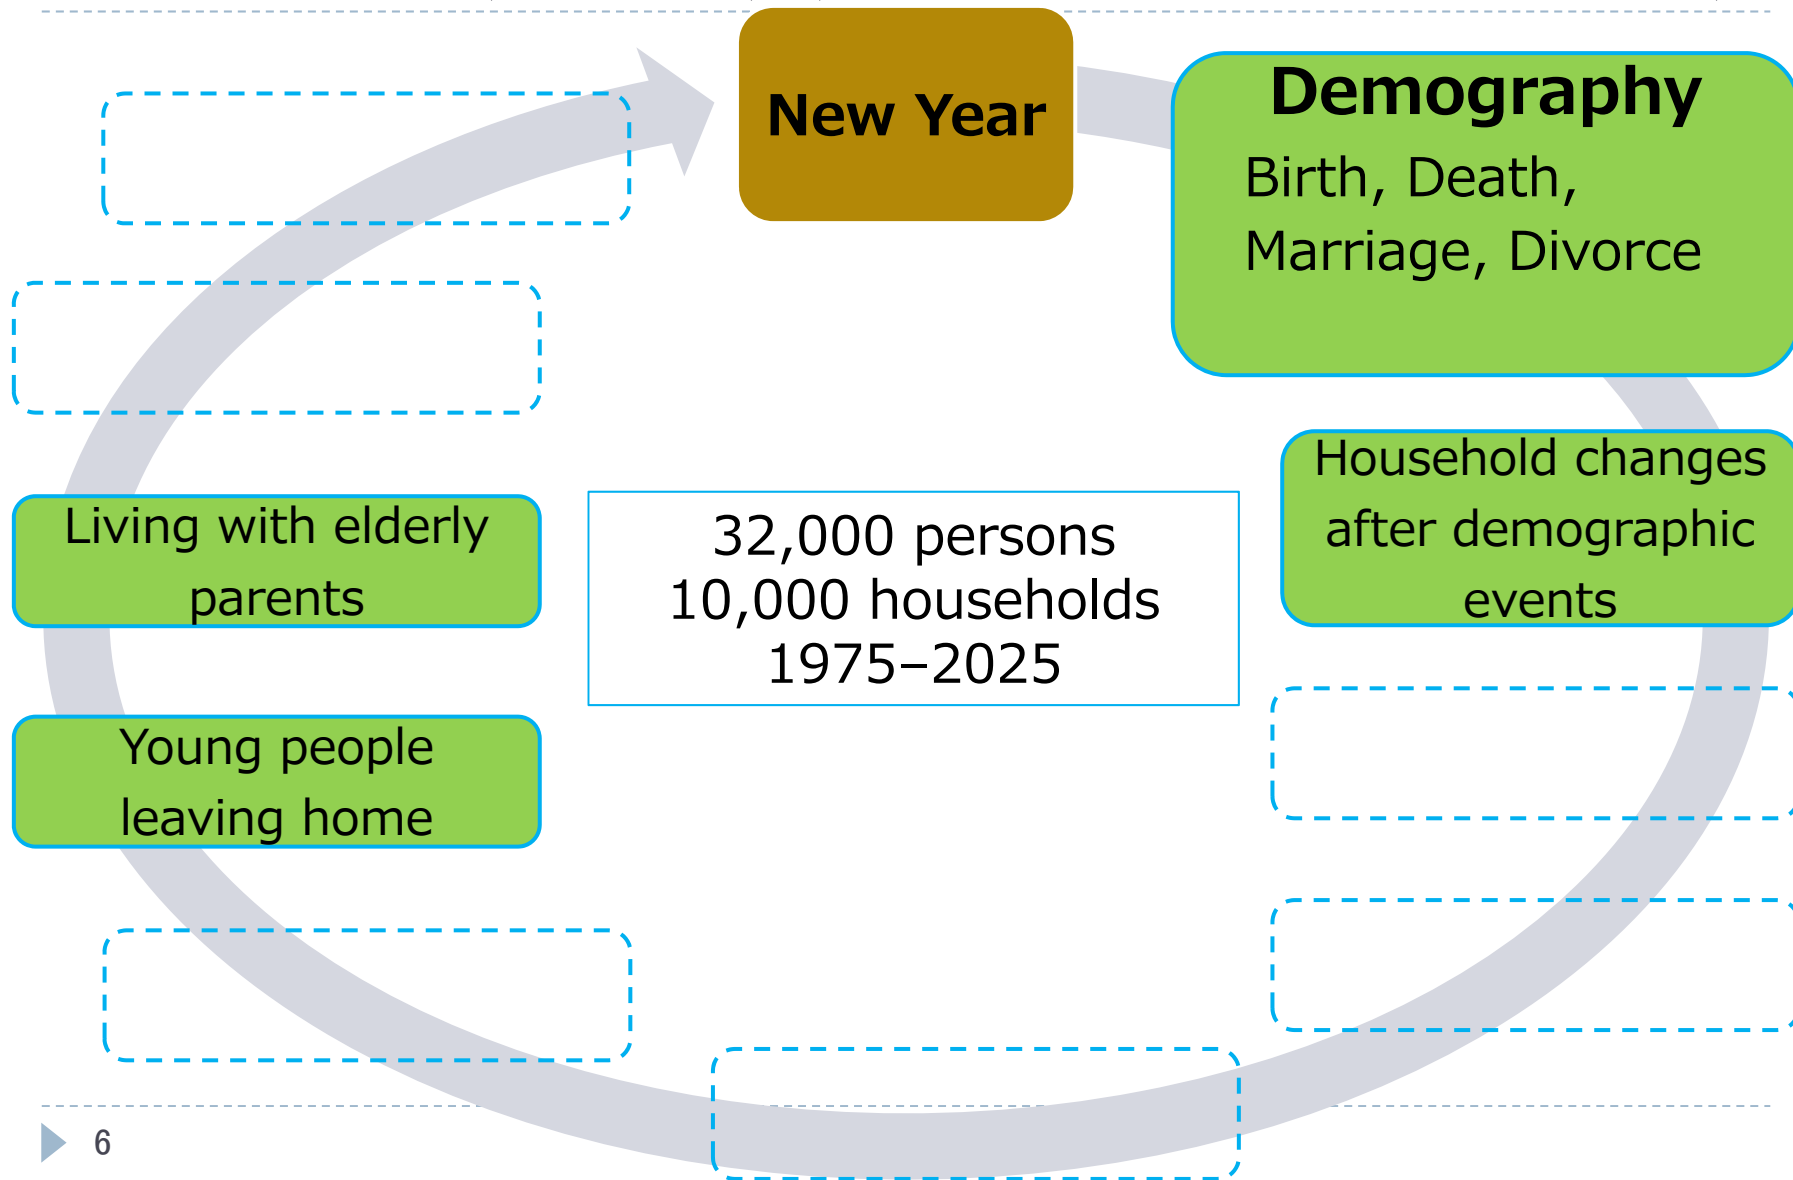 New Year
Demography
Birth, Death,
Marriage, Divorce
Household changes
after demographic
events
32,000 persons
10,000 households
1975–2025
Living with elderly
parents
Young people
leaving home
6